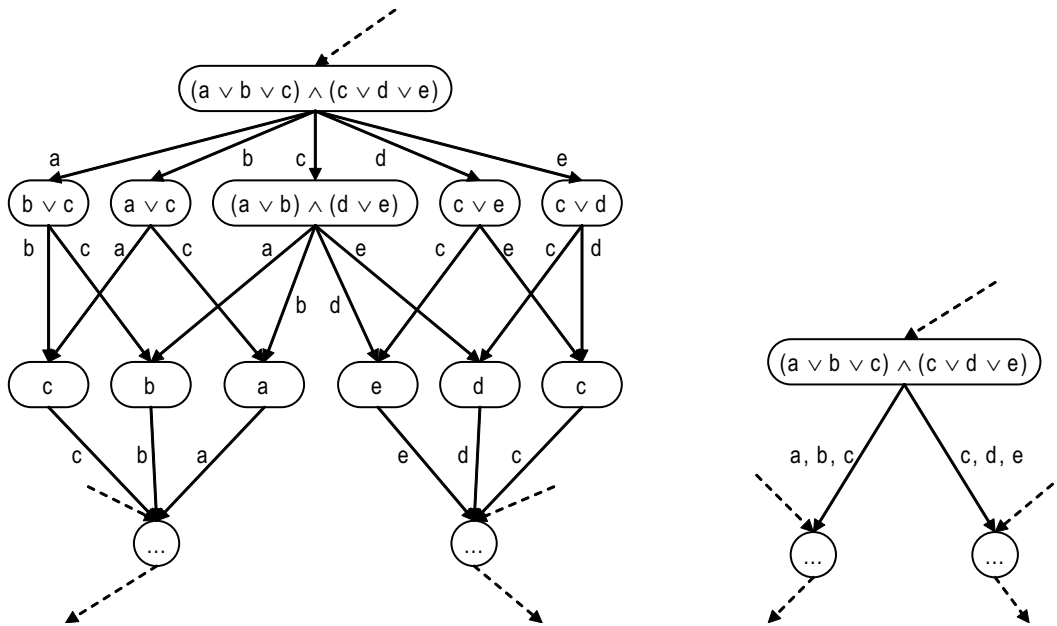 (a ∨ b ∨ c) ∧ (c ∨ d ∨ e)
a b c d e
b ∨ c a ∨ c (a ∨ b) ∧ (d ∨ e) c ∨ e c ∨ d
b c a c a e c e c d
b d
c b a e d c
c b a e d c
... ...
(a ∨ b ∨ c) ∧ (c ∨ d ∨ e)
a, b, c c, d, e
... ...